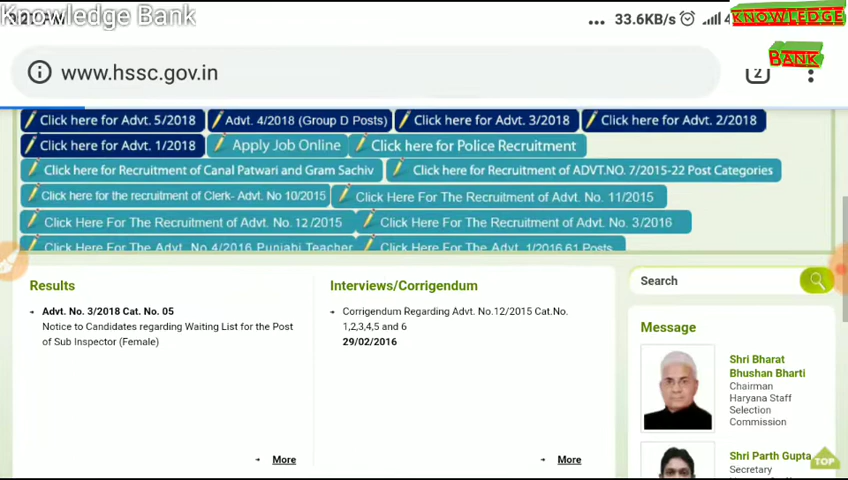 Knowledge Bank
33.6KB/s
KNOWLEDGE
BANK
www.hssc.gov.in
2
Click here for Advt. 5/2018
Advt. 4/2018 (Group D Posts)
Click here for Advt. 3/2018
Click here for Advt. 2/2018
Click here for Advt. 1/2018
Apply Job Online
Click here for Police Recruitment
Click here for Recruitment of Canal Patwari and Gram Sachiv
Click here for Recruitment of ADVT.NO. 7/2015-22 Post Categories
Click here for the recruitment of Clerk- Advt. No 10/2015
Click Here For The Recruitment of Advt. No. 11/2015
Click Here For The Recruitment of Advt. No. 12/2015
Click Here For The Recruitment of Advt. No. 3/2016
Click Here For The Advt. No.4/2016 Punjabi Teacher
Click Here For The Advt. 1/2016 61 Posts
Results
Advt. No. 3/2018 Cat. No. 05
Notice to Candidates regarding Waiting List for the Post
of Sub Inspector (Female)
More
Interviews/Corrigendum
Corrigendum Regarding Advt. No.12/2015 Cat.No.
1,2,3,4,5 and 6
29/02/2016
More
Search
Message
Shri Bharat
Bhushan Bharti
Chairman
Haryana Staff
Selection
Commission
Shri Parth Gupta
Secretary
TOP